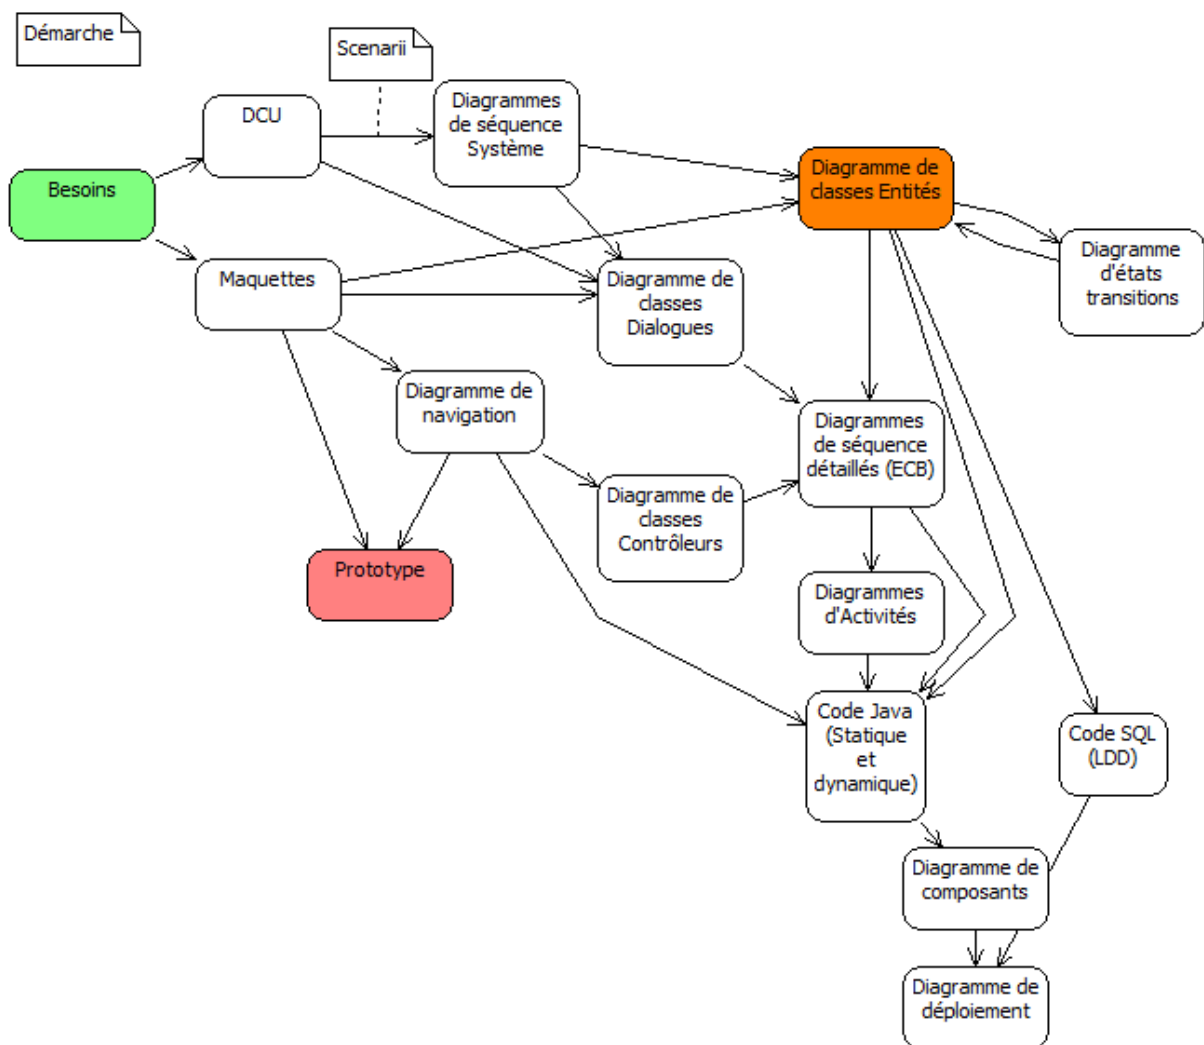 Démarche
Scenarii
DCU
Diagrammes
de séquence
Système
Besoins
Diagramme de
classes Entités
Maquettes
Diagramme de
classes
Dialogues
Diagramme
d'états
transitions
Diagramme de
navigation
Diagrammes
de séquence
détaillés (ECB)
Diagramme de
classes
Contrôleurs
Prototype
Diagrammes
d'Activités
Code Java
(Statique
et
dynamique)
Code SQL
(LDD)
Diagramme de
composants
Diagramme de
déploiement